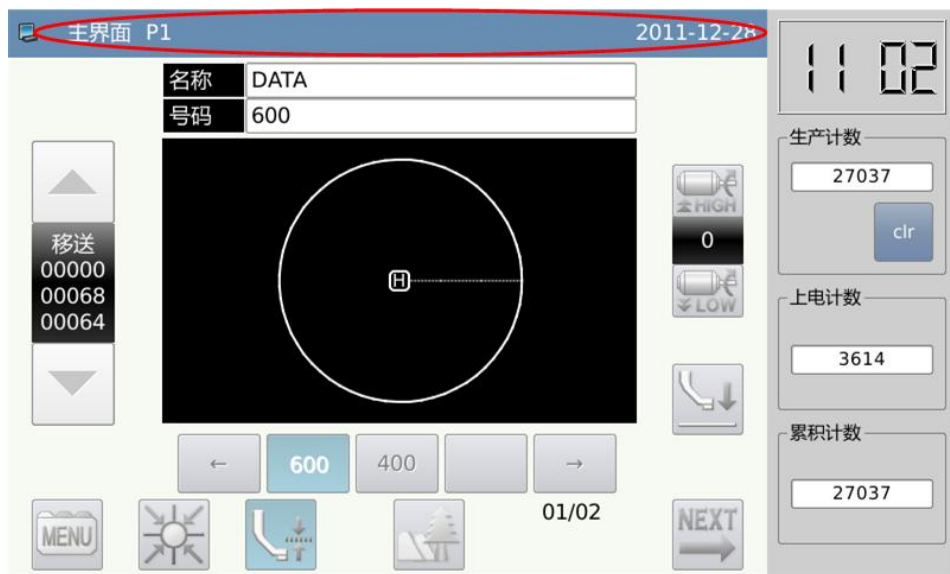 主界面 P1 2011-12-28
11 02
名称 DATA
号码 600
移送
00000
00068
00064
H
HIGH
0
LOW
← 600 400 →
01/02
MENU
NEXT
生产计数
27037
clr
上电计数
3614
累积计数
27037